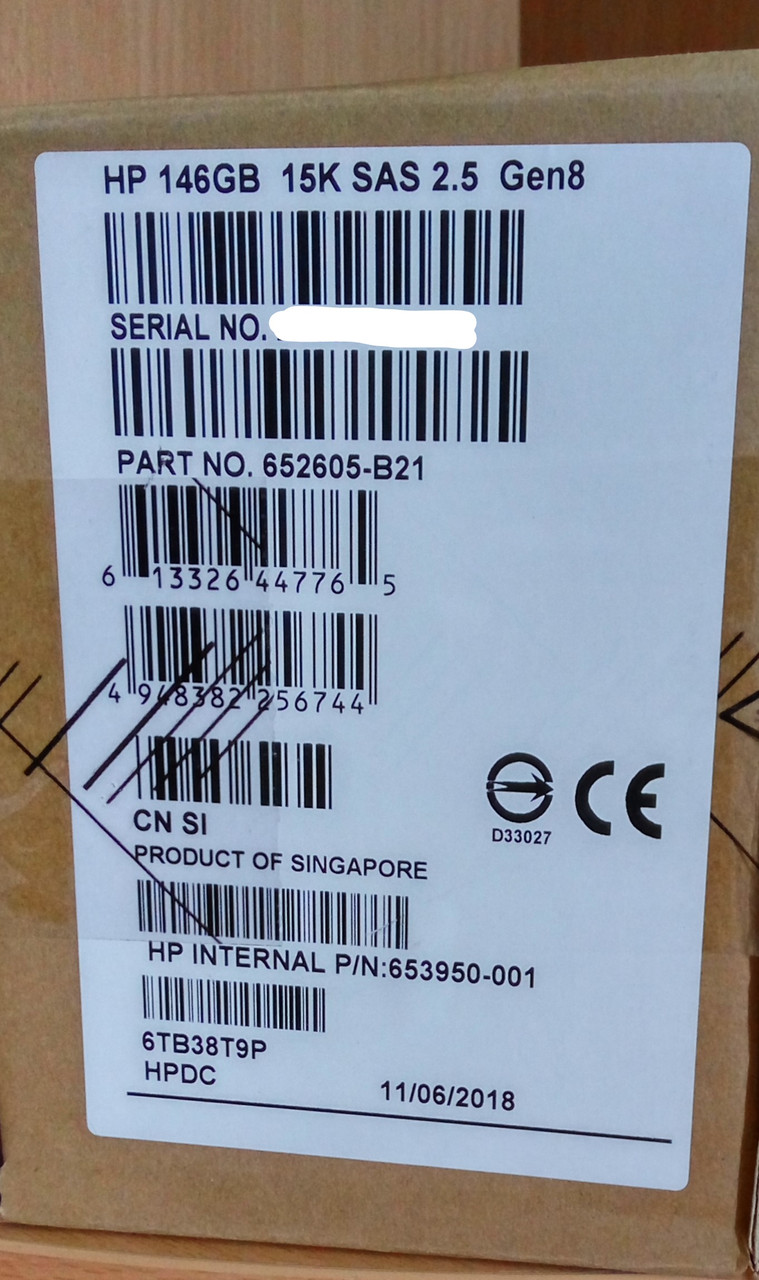 HP 146GB 15K SAS 2.5 Gen8
SERIAL NO.
PART NO. 652605-B21
6 13326 44776 5
4 948382 256744
D33027
CE
CN SI
PRODUCT OF SINGAPORE
HP INTERNAL P/N:653950-001
6TB38T9P
HPDC
11/06/2018